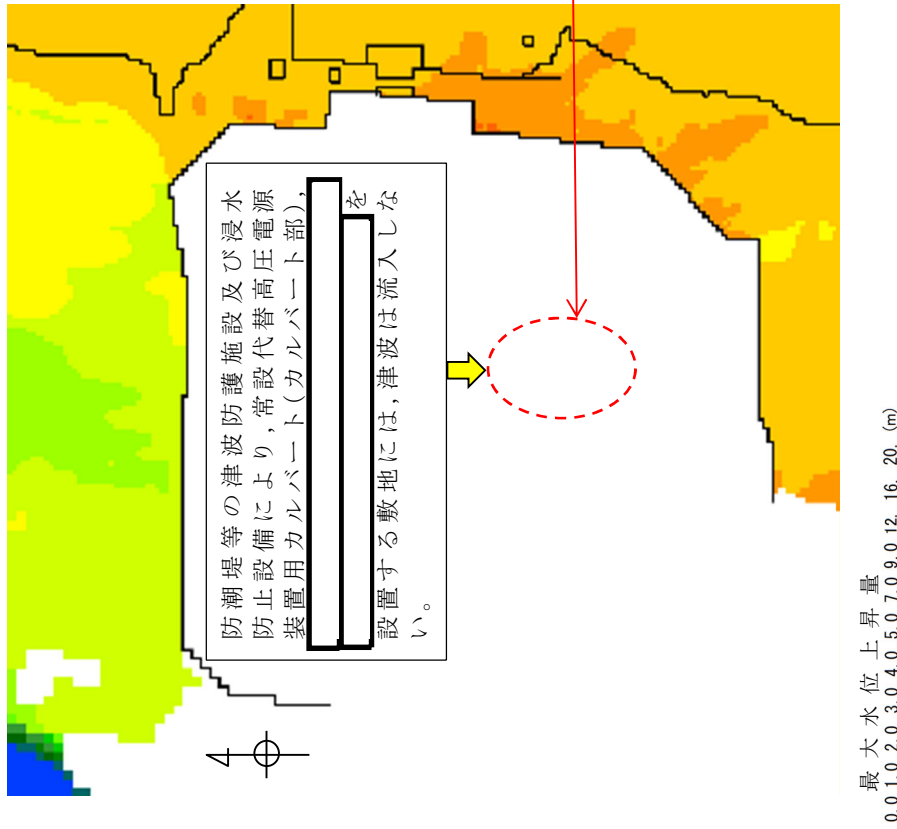 防潮堤等の津波防護施設及び浸水
防止設備により,常設代替高圧電源
装置用カルバート(カルバート部),
を
設置する敷地には,津波は流入しな
い。
最大水位上昇量
0.0 1.0 2.0 3.0 4.0 5.0 7.0 9.0 12. 16. 20. (m)